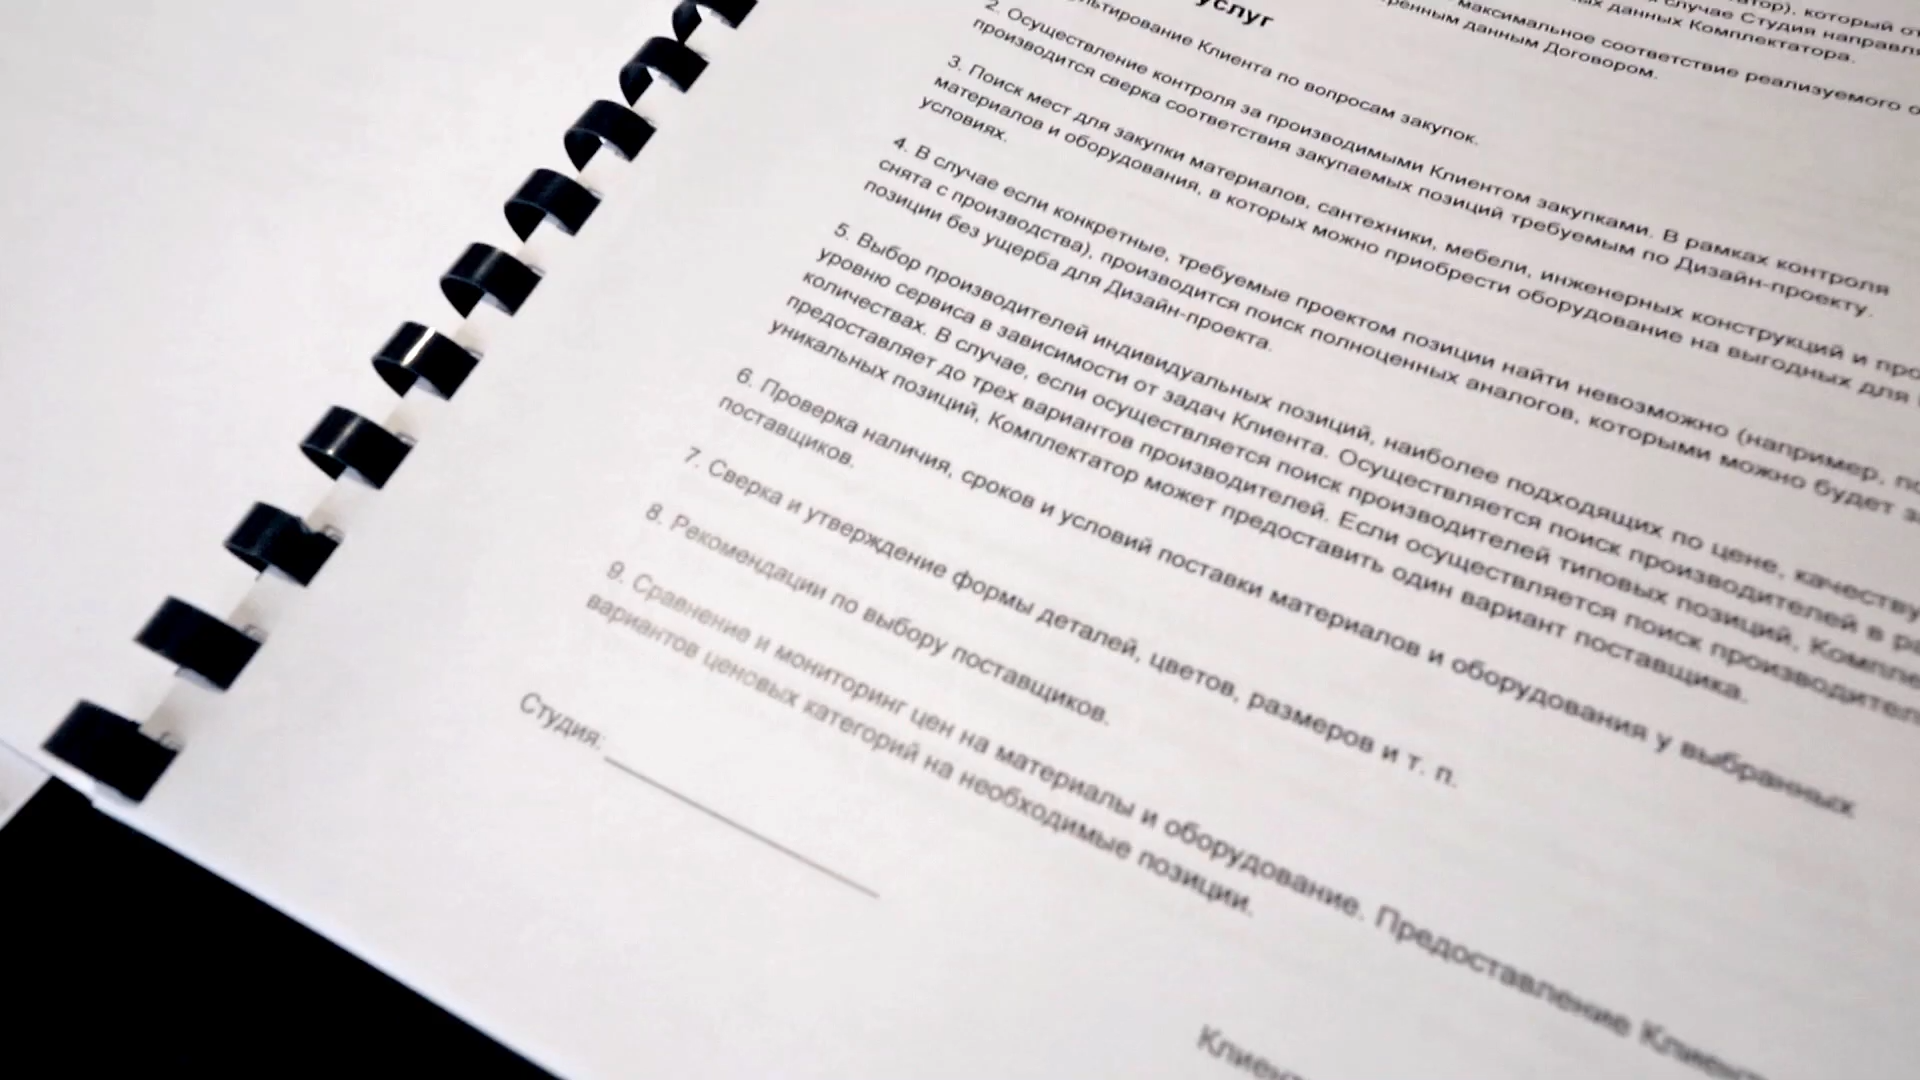 услуг
который
случае Студия
данных Комплектатора.
максимальное соответствие реализуемого
данным Договором.
Клиента по вопросам закупок.
2. Осуществление контроля за производимыми Клиентом закупками. В рамках контроля
производится сверка соответствия закупаемых позиций требуемым по Дизайн-проекту.
3. Поиск мест для закупки материалов, сантехники, мебели, инженерных конструкций и
материалов и оборудования, в которых можно приобрести оборудование на выгодных для
условиях.
4. В случае если конкретные, требуемые проектом позиции найти невозможно (например,
снята с производства), производится поиск полноценных аналогов, которыми можно будет
позиции без ущерба для Дизайн-проекта.
5. Выбор производителей индивидуальных позиций, наиболее подходящих по цене, качеству
уровню сервиса в зависимости от задач Клиента. Осуществляется поиск производителей в
количествах. В случае, если осуществляется поиск производителей типовых позиций,
предоставляет до трех вариантов производителей. Если осуществляется поиск
уникальных позиций, Комплектатор может предоставить один вариант поставщика.
6. Проверка наличия, сроков и условий поставки материалов и оборудования у выбранных
поставщиков.
7. Сверка и утверждение формы деталей, цветов, размеров и т. п.
8. Рекомендации по выбору поставщиков.
9. Сравнение и мониторинг цен на материалы и оборудование. Предоставление
вариантов ценовых категорий на необходимые позиции.
Студия: